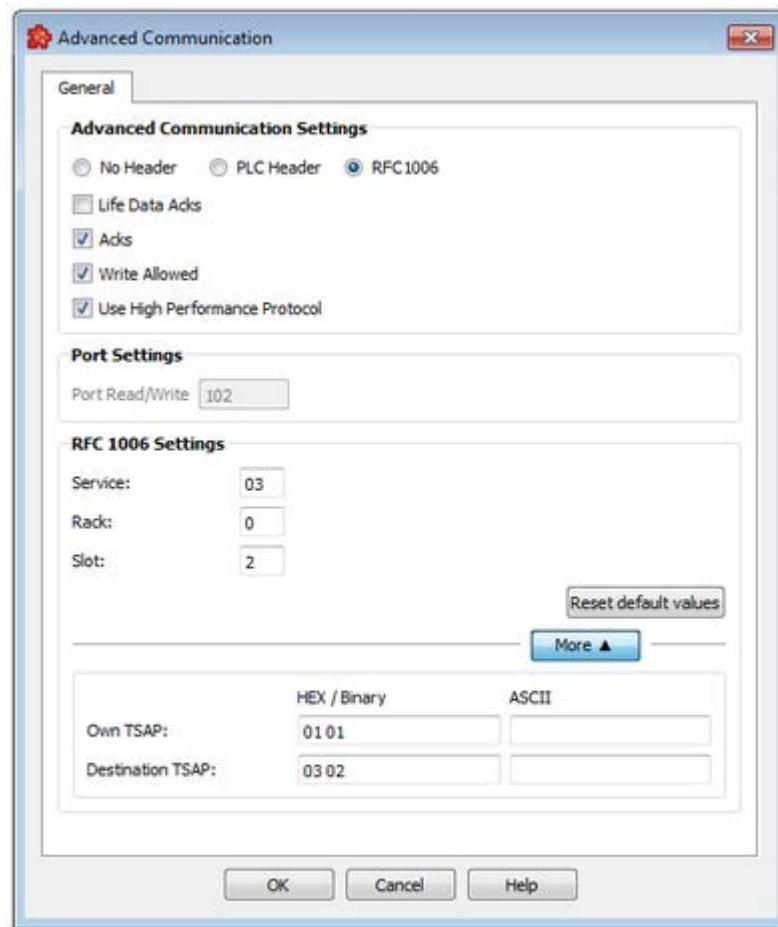 Advanced Communication
General
Advanced Communication Settings
No Header PLC Header RFC1006
Life Data Acks
Acks
Write Allowed
Use High Performance Protocol
Port Settings
Port Read/Write 102
RFC 1006 Settings
Service: 03
Rack: 0
Slot: 2
Reset default values
More ▲
HEX / Binary ASCII
Own TSAP: 01 01
Destination TSAP: 03 02
OK Cancel Help